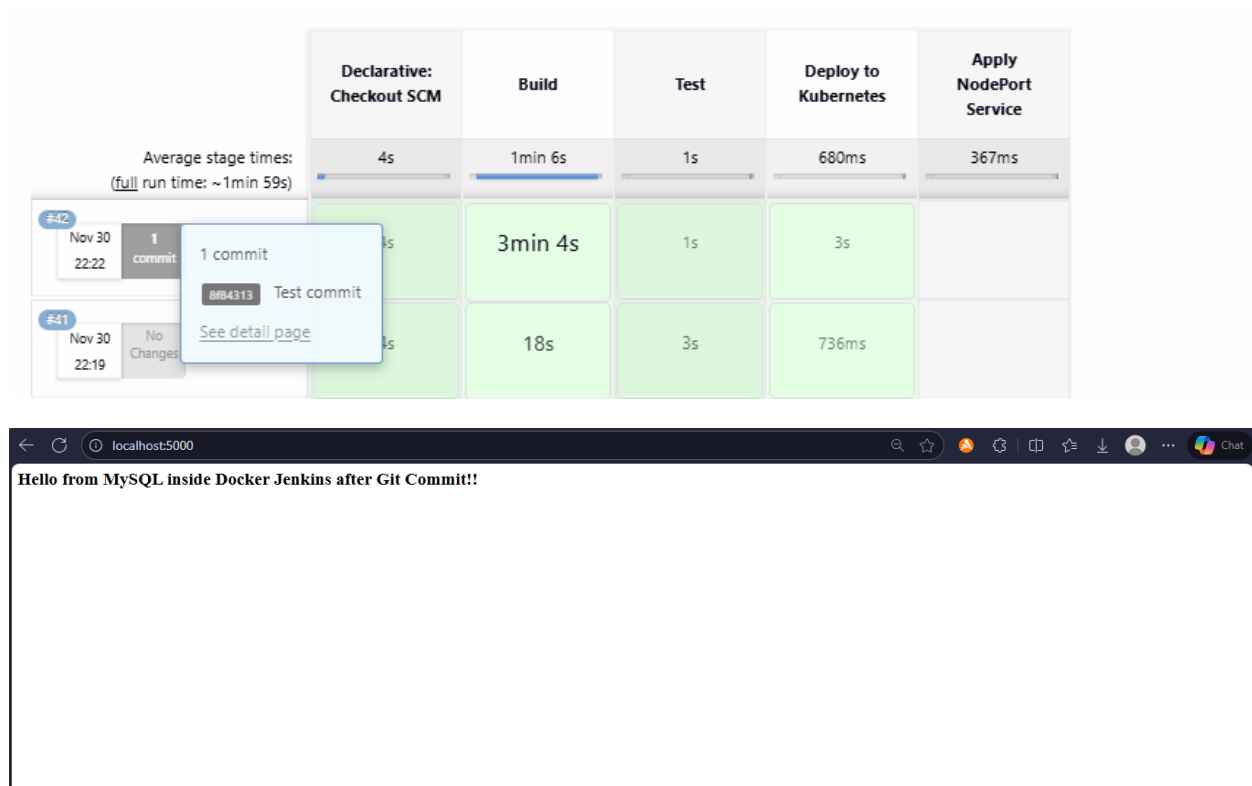 Declarative:
Checkout SCM
Build
Test
Deploy to
Kubernetes
Apply
NodePort
Service
Average stage times:
(full run time: ~1min 59s)
4s
1min 6s
1s
680ms
367ms
#42
Nov 30
22:22
1
commit
1 commit
8f84313 Test commit
See detail page
4s
3min 4s
1s
3s
#41
Nov 30
22:19
No
Changes
4s
18s
3s
736ms
localhost:5000
Chat
Hello from MySQL inside Docker Jenkins after Git Commit!!